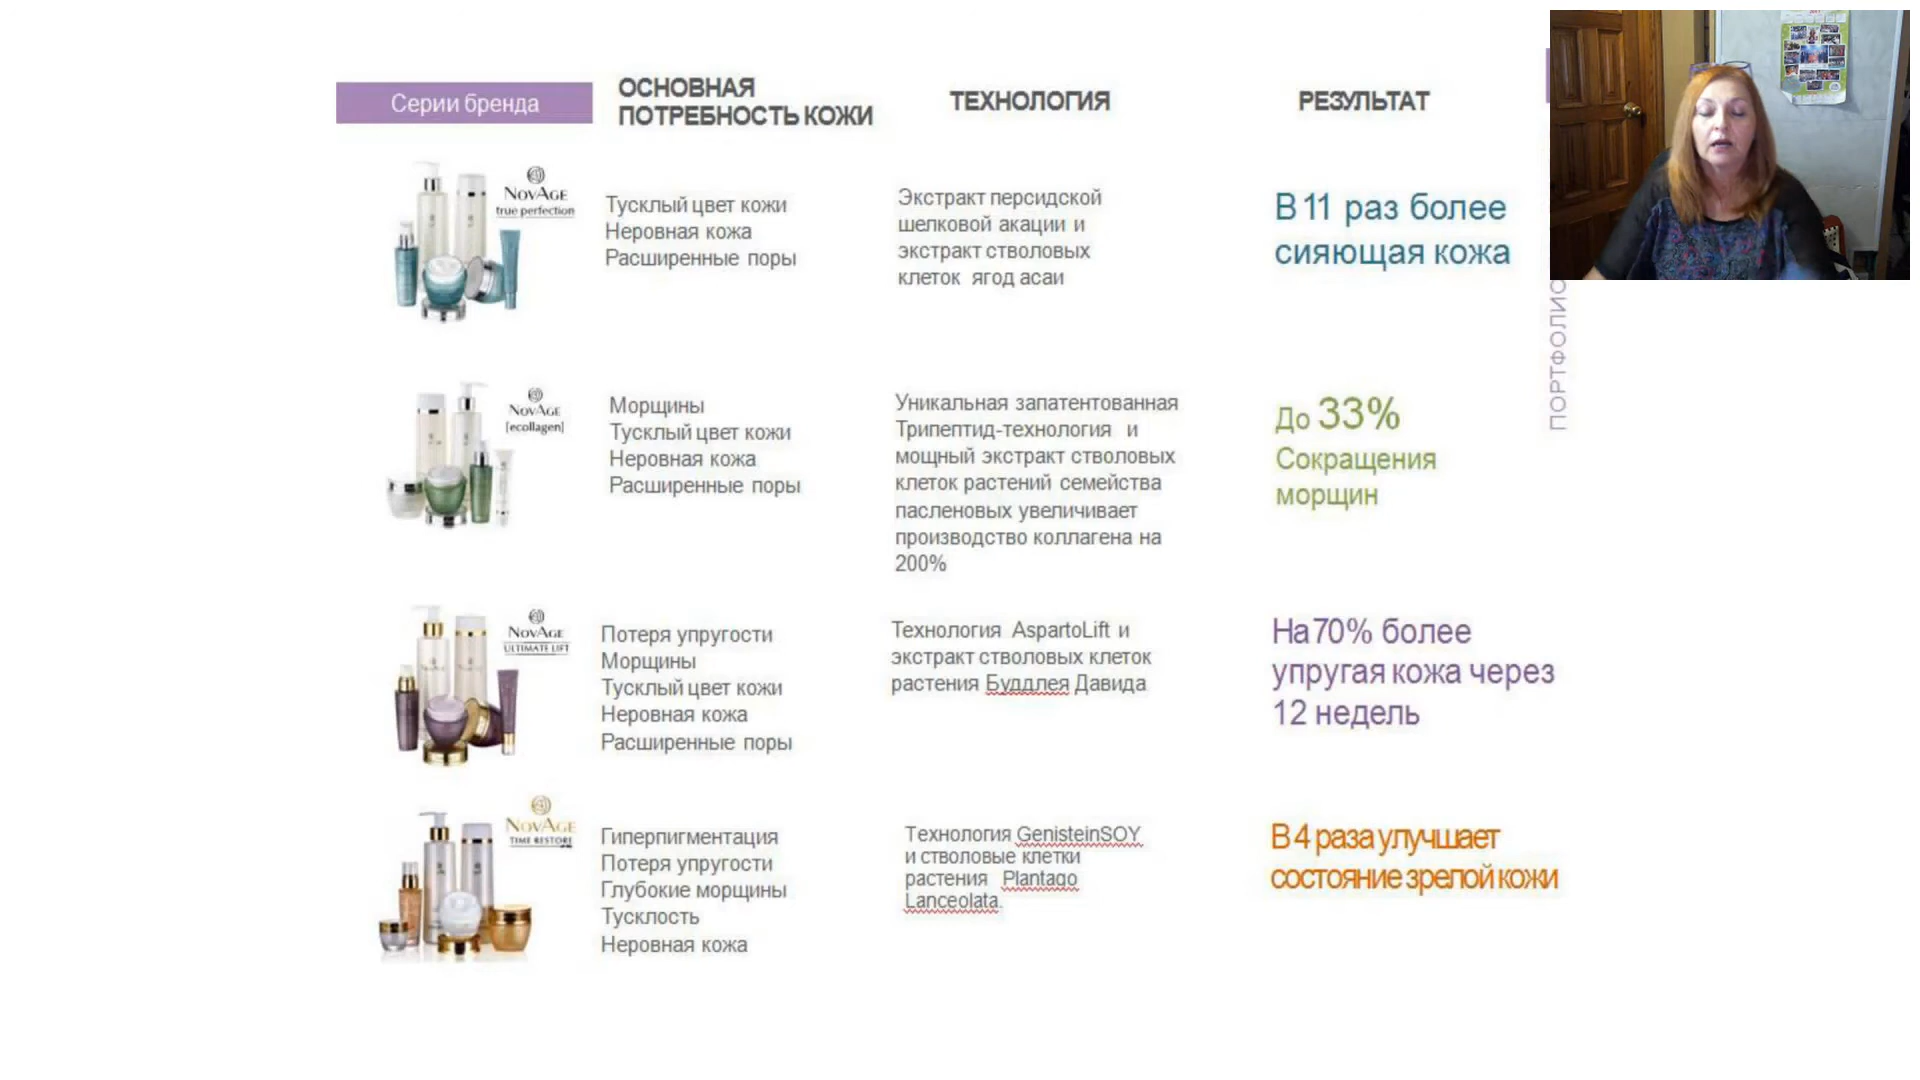 Серии бренда
ОСНОВНАЯ
ПОТРЕБНОСТЬ КОЖИ
ТЕХНОЛОГИЯ
РЕЗУЛЬТАТ
NOVAGE
true perfection
Тусклый цвет кожи
Неровная кожа
Расширенные поры
Экстракт персидской
шелковой акации и
экстракт стволовых
клеток ягод асаи
В 11 раз более
сияющая кожа
ПОРТФОЛИО
NOVAGE
[ecollagen]
Морщины
Тусклый цвет кожи
Неровная кожа
Расширенные поры
Уникальная запатентованная
Трипептид-технология и
мощный экстракт стволовых
клеток растений семейства
пасленовых увеличивает
производство коллагена на
200%
До 33%
Сокращения
морщин
NOVAGE
ULTIMATE LIFT
Потеря упругости
Морщины
Тусклый цвет кожи
Неровная кожа
Расширенные поры
Технология AspartoLift и
экстракт стволовых клеток
растения Буддлея Давида
На 70% более
упругая кожа через
12 недель
NOVAGE
TIME RESTORE
Гиперпигментация
Потеря упругости
Глубокие морщины
Тусклость
Неровная кожа
Технология GenisteinSOY
и стволовые клетки
растения Plantago
Lanceolata.
В 4 раза улучшает
состояние зрелой кожи